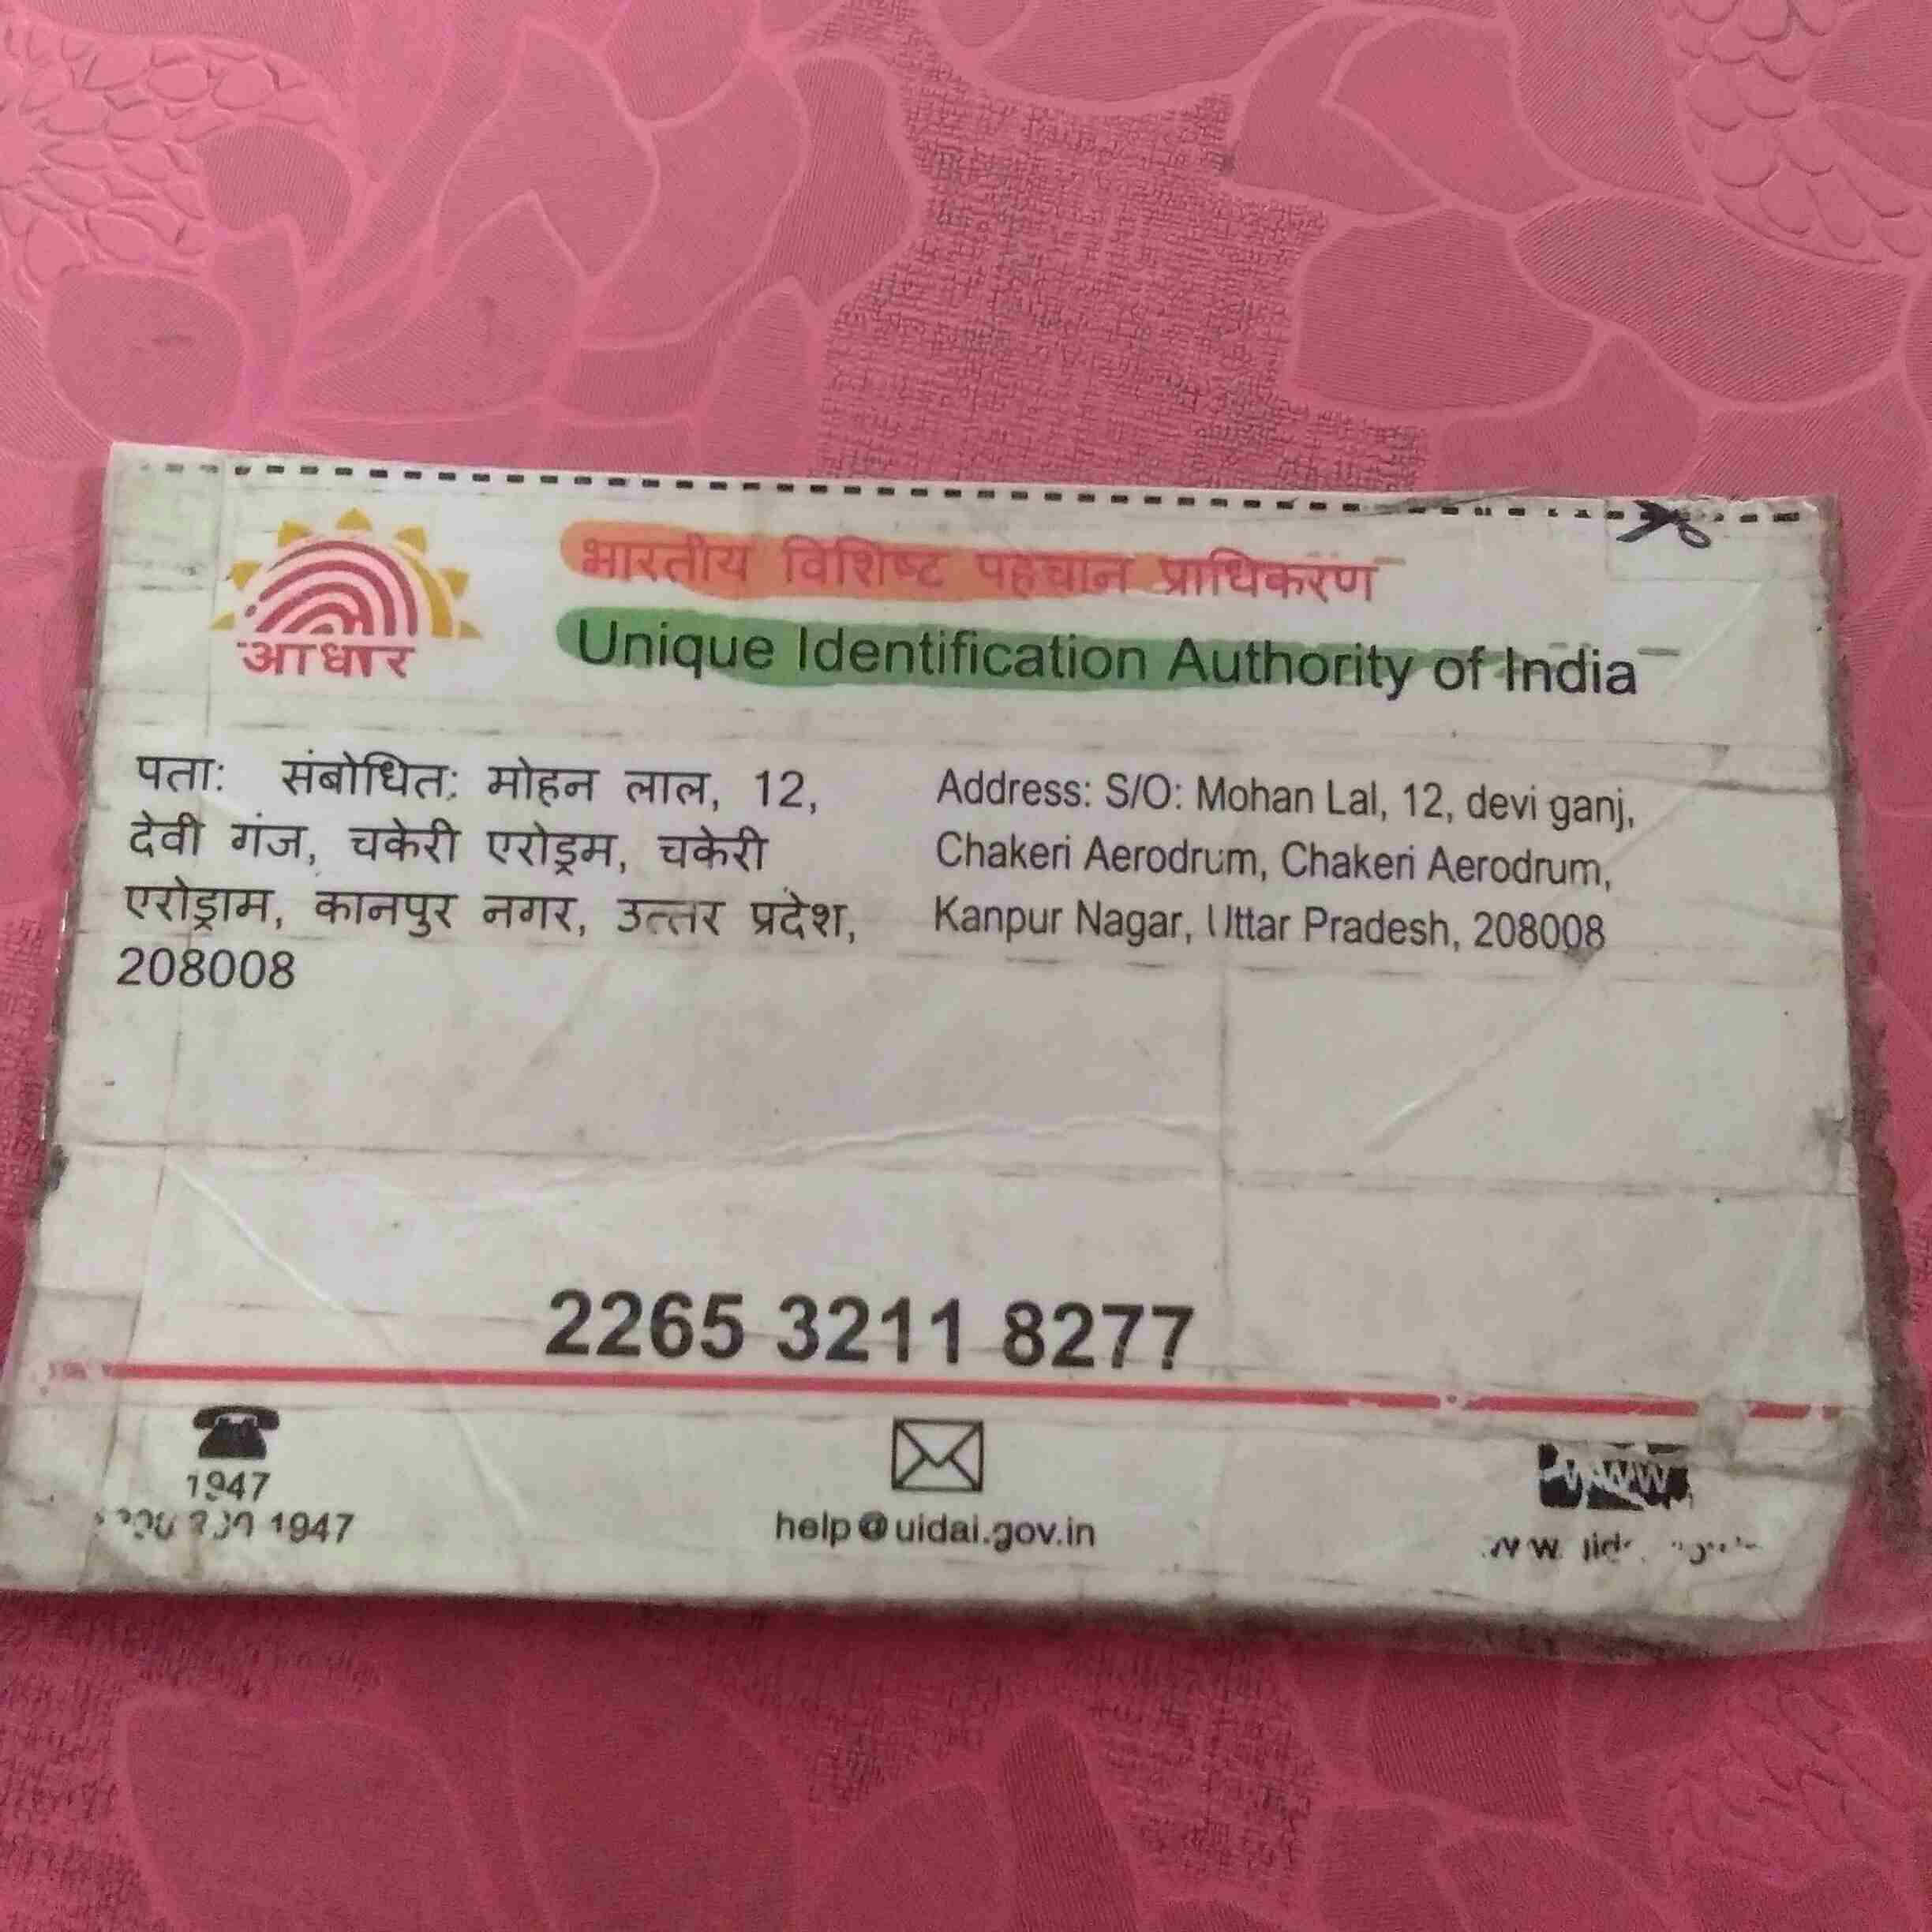 भारतीय विशिष्ट पहचान प्राधिकरण
Unique Identification Authority of India
आधार
पता: संबोधित: मोहन लाल, 12,
देवी गंज, चकेरी एरोड्रम, चकेरी
एरोड्राम, कानपुर नगर, उत्तर प्रदेश,
208008
Address: S/O: Mohan Lal, 12, devi ganj,
Chakeri Aerodrum, Chakeri Aerodrum,
Kanpur Nagar, Uttar Pradesh, 208008
2265 3211 8277
1947
1947
help@uidai.gov.in